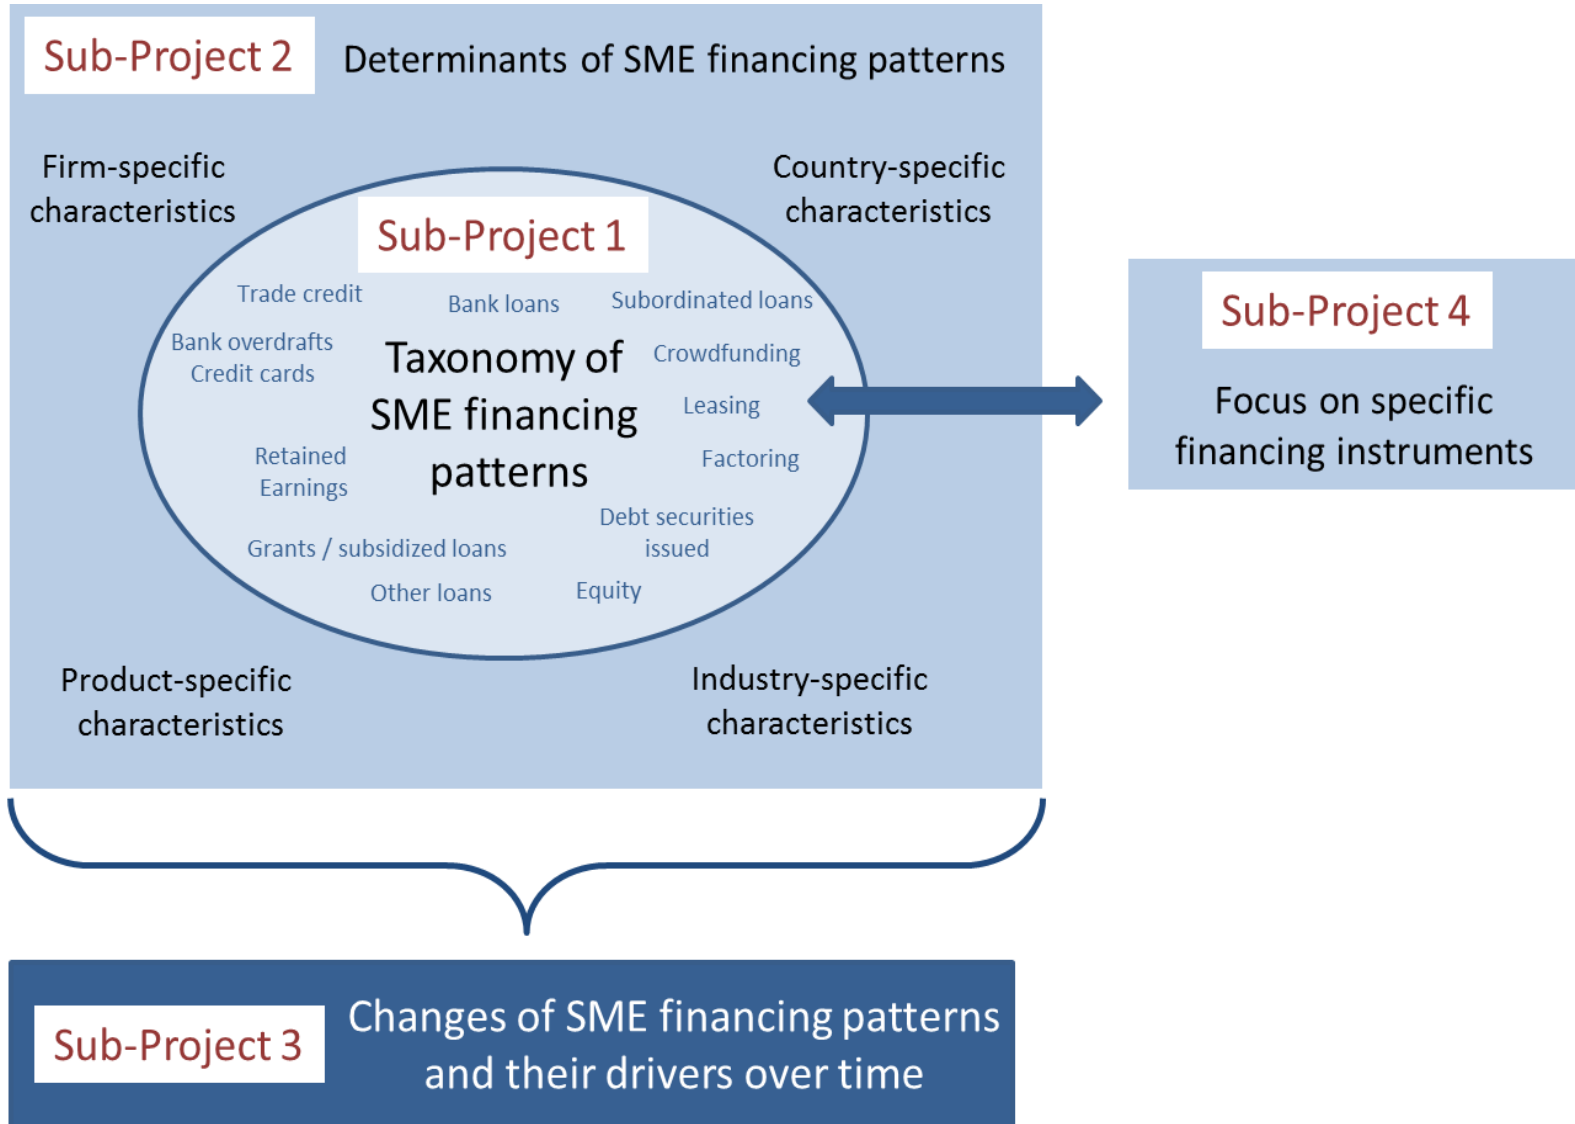 Sub-Project 2
Determinants of SME financing patterns
Firm-specific
characteristics
Country-specific
characteristics
Sub-Project 1
Trade credit
Bank loans
Subordinated loans
Bank overdrafts
Credit cards
Taxonomy of
SME financing
patterns
Crowdfunding
Leasing
Factoring
Retained
Earnings
Debt securities
issued
Grants / subsidized loans
Other loans
Equity
Product-specific
characteristics
Industry-specific
characteristics
Sub-Project 4
Focus on specific
financing instruments
Sub-Project 3
Changes of SME financing patterns
and their drivers over time